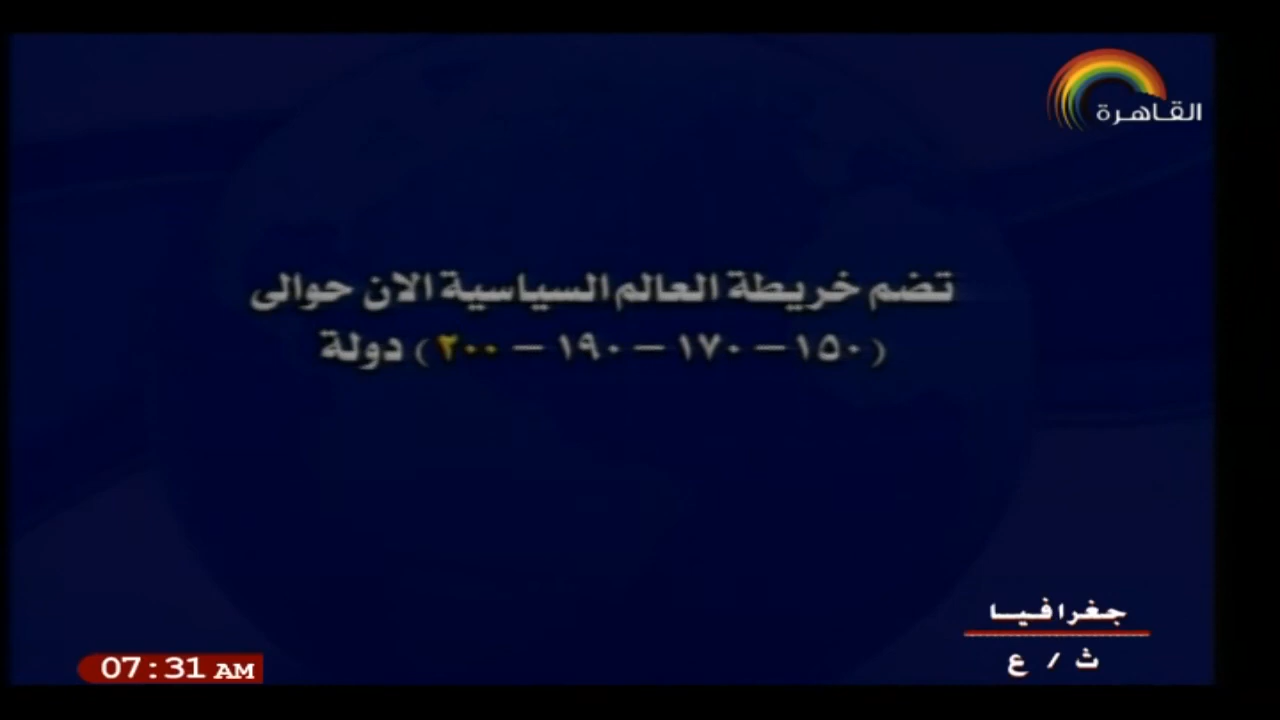 القاهرة
تضم خريطة العالم السياسية الان حوالى
(١٥٠ – ١٧٠ – ١٩٠ – ٢٠٠) دولة
جغرافيا
ث / ع
07:31 AM